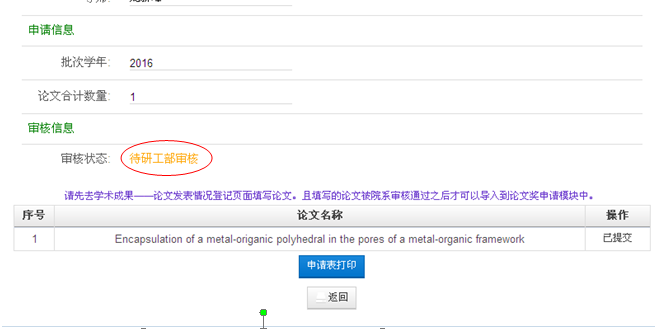 申请信息
批次学年: 2016
论文合计数量: 1
审核信息
审核状态: 待研工部审核
请先去学术成果——论文发表情况登记页面填写论文。且填写的论文被院系审核通过之后才可以导入到论文奖申请模块中。
序号 论文名称 操作
1 Encapsulation of a metal-origanic polyhedral in the pores of a metal-organic framework 已提交
申请表打印
返回